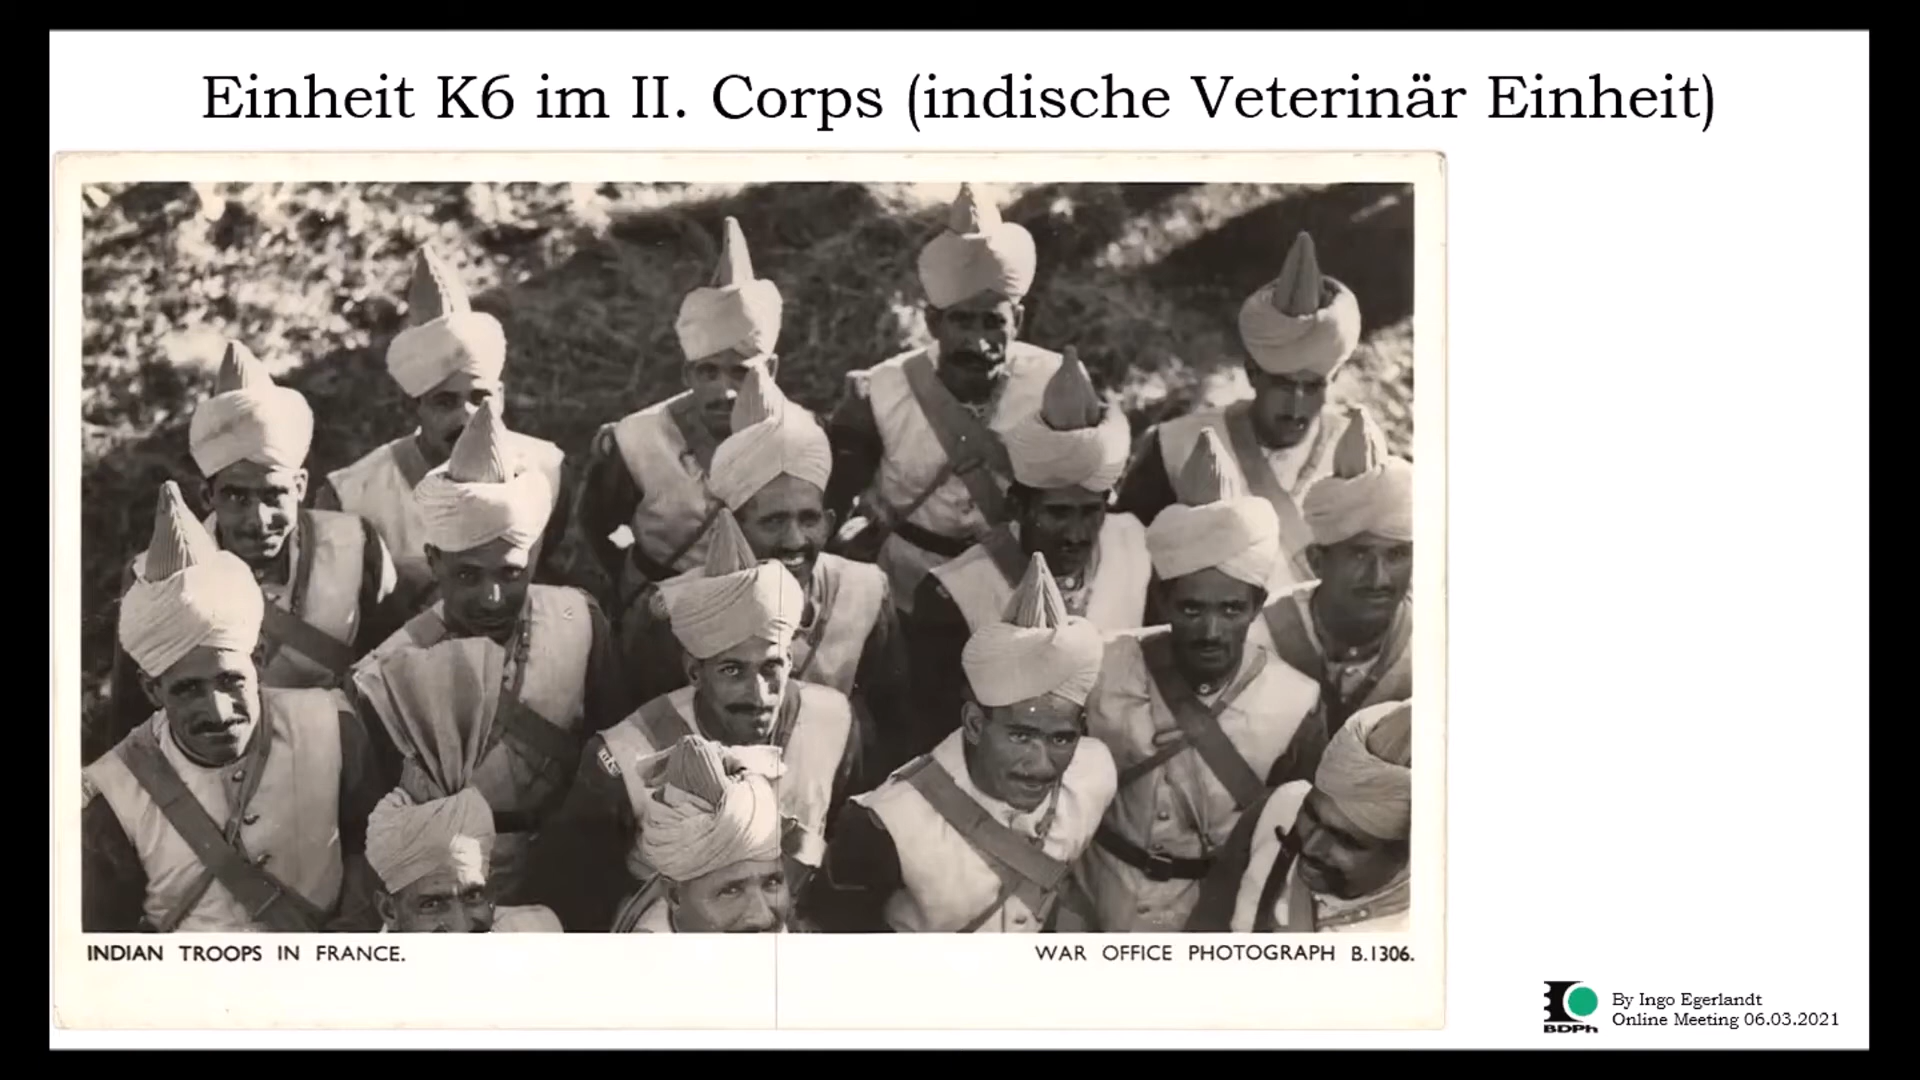 Einheit K6 im II. Corps (indische Veterinär Einheit)
INDIAN TROOPS IN FRANCE.
WAR OFFICE PHOTOGRAPH B.1306.
BDPh
By Ingo Egerlandt
Online Meeting 06.03.2021